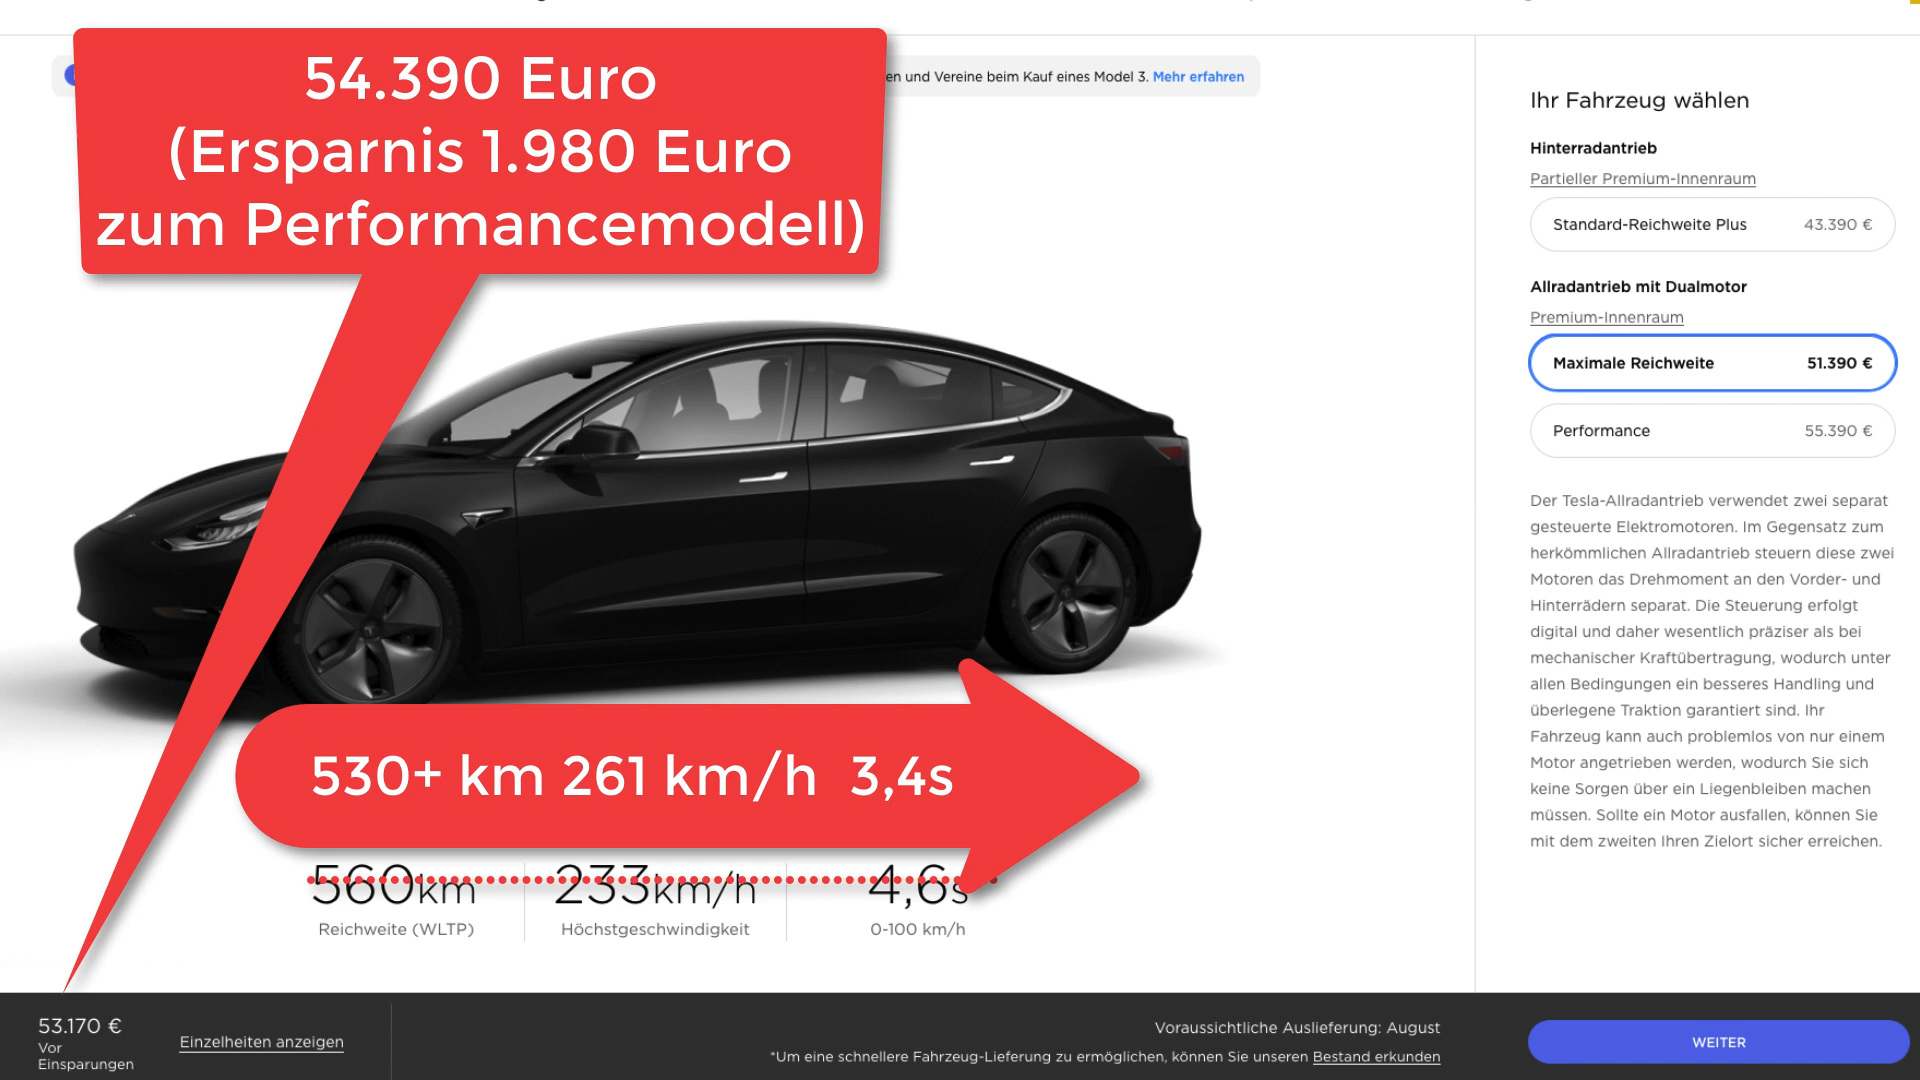 54.390 Euro
(Ersparnis 1.980 Euro
zum Performancemodell)
en und Vereine beim Kauf eines Model 3. Mehr erfahren
530+ km 261 km/h 3,4s
560km
Reichweite (WLTP)
233km/h
Höchstgeschwindigkeit
4,6s
0-100 km/h
Ihr Fahrzeug wählen
Hinterradantrieb
Partieller Premium-Innenraum
Standard-Reichweite Plus 43.390 €
Allradantrieb mit Dualmotor
Premium-Innenraum
Maximale Reichweite 51.390 €
Performance 55.390 €
Der Tesla-Allradantrieb verwendet zwei separat
gesteuerte Elektromotoren. Im Gegensatz zum
herkömmlichen Allradantrieb steuern diese zwei
Motoren das Drehmoment an den Vorder- und
Hinterrädern separat. Die Steuerung erfolgt
digital und daher wesentlich präziser als bei
mechanischer Kraftübertragung, wodurch unter
allen Bedingungen ein besseres Handling und
überlegene Traktion garantiert sind. Ihr
Fahrzeug kann auch problemlos von nur einem
Motor angetrieben werden, wodurch Sie sich
keine Sorgen über ein Liegenbleiben machen
müssen. Sollte ein Motor ausfallen, können Sie
mit dem zweiten Ihren Zielort sicher erreichen.
53.170 €
Vor
Einsparungen
Einzelheiten anzeigen
Voraussichtliche Auslieferung: August
*Um eine schnellere Fahrzeug-Lieferung zu ermöglichen, können Sie unseren Bestand erkunden
WEITER